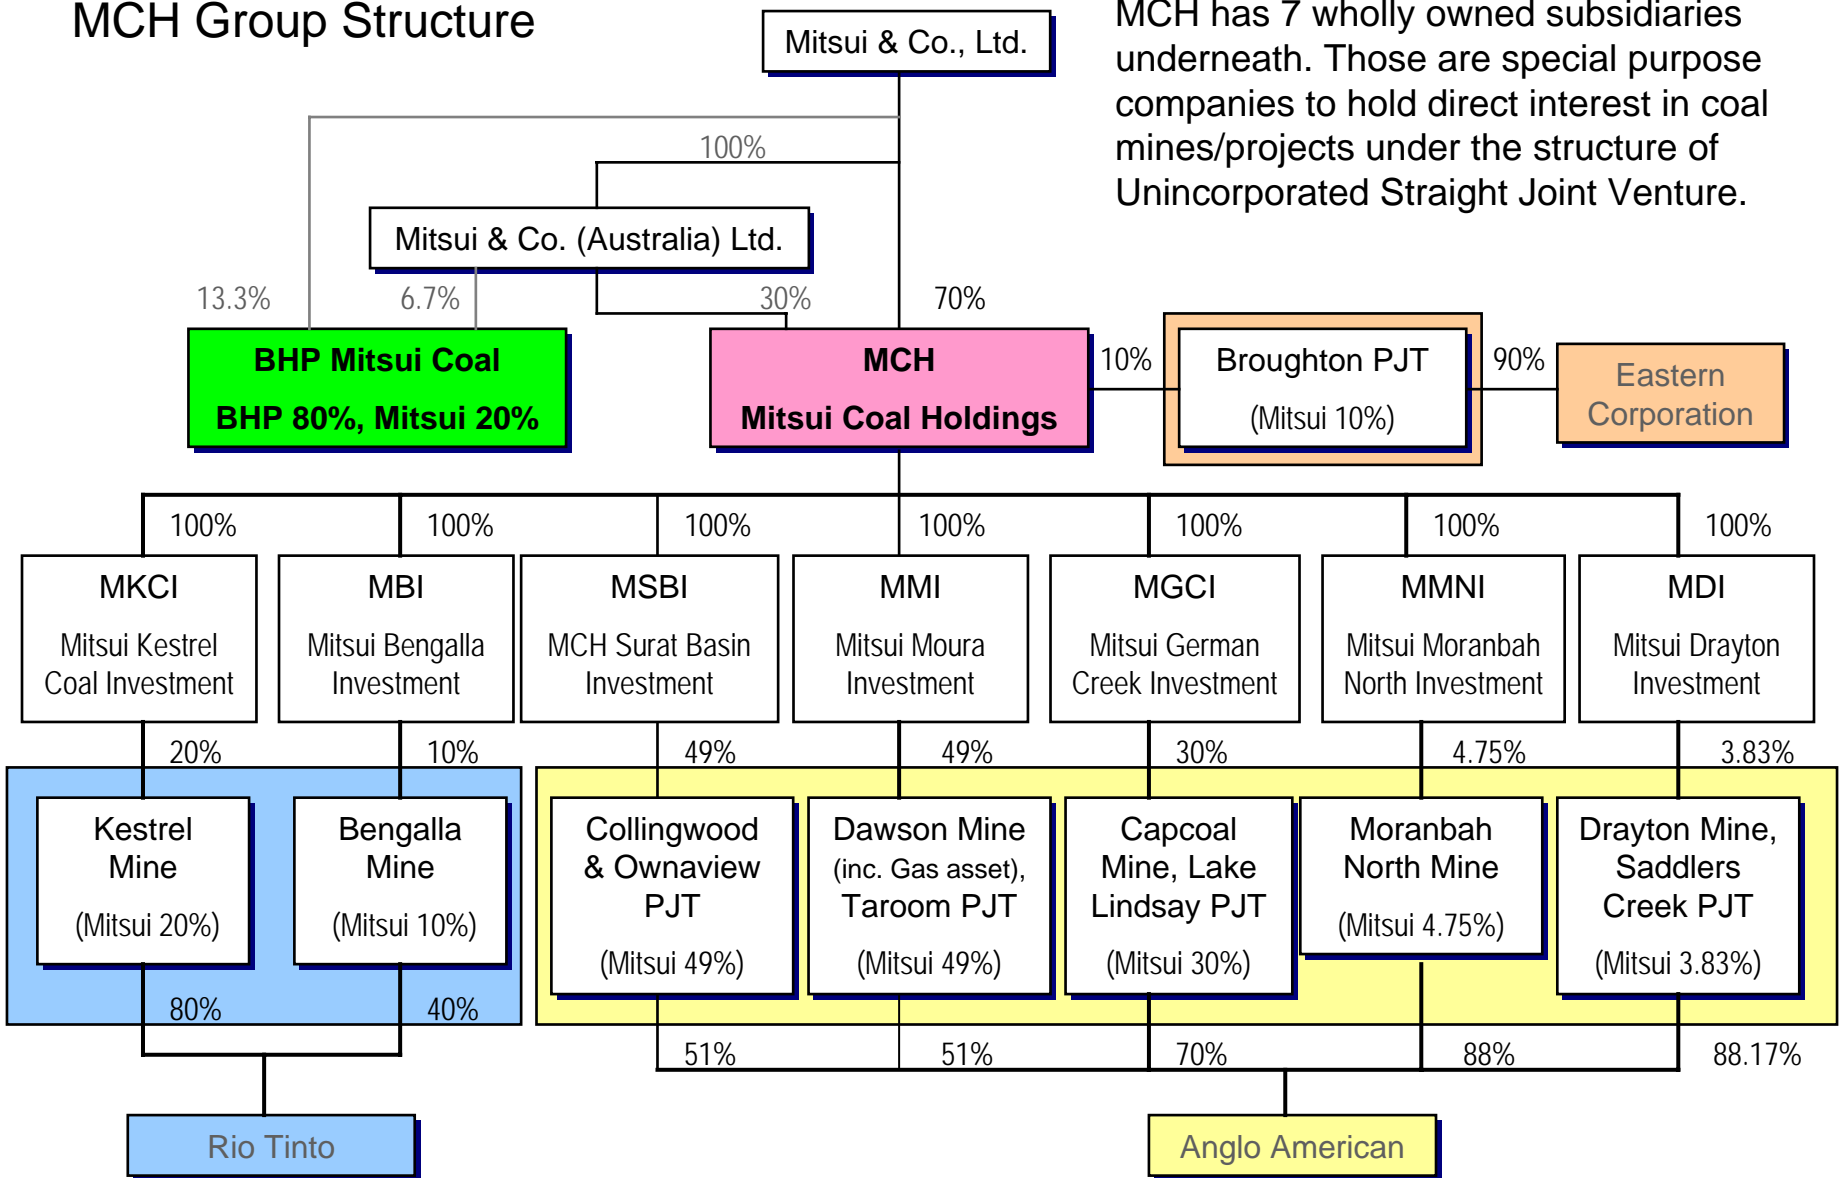 MCH Group Structure
MCH has 7 wholly owned subsidiaries
underneath. Those are special purpose
companies to hold direct interest in coal
mines/projects under the structure of
Unincorporated Straight Joint Venture.
Mitsui & Co., Ltd.
100%
Mitsui & Co. (Australia) Ltd.
13.3%
6.7%
30%
70%
BHP Mitsui Coal
BHP 80%, Mitsui 20%
MCH
Mitsui Coal Holdings
10%
Broughton PJT
(Mitsui 10%)
90%
Eastern
Corporation
100%
100%
100%
100%
100%
100%
100%
MKCI
Mitsui Kestrel
Coal Investment
MBI
Mitsui Bengalla
Investment
MSBI
MCH Surat Basin
Investment
MMI
Mitsui Moura
Investment
MGCI
Mitsui German
Creek Investment
MMNI
Mitsui Moranbah
North Investment
MDI
Mitsui Drayton
Investment
20%
10%
49%
49%
30%
4.75%
3.83%
Kestrel
Mine
(Mitsui 20%)
Bengalla
Mine
(Mitsui 10%)
Collingwood
& Ownaview
PJT
(Mitsui 49%)
Dawson Mine
(inc. Gas asset),
Taroom PJT
(Mitsui 49%)
Capcoal
Mine, Lake
Lindsay PJT
(Mitsui 30%)
Moranbah
North Mine
(Mitsui 4.75%)
Drayton Mine,
Saddlers
Creek PJT
(Mitsui 3.83%)
80%
40%
51%
51%
70%
88%
88.17%
Rio Tinto
Anglo American